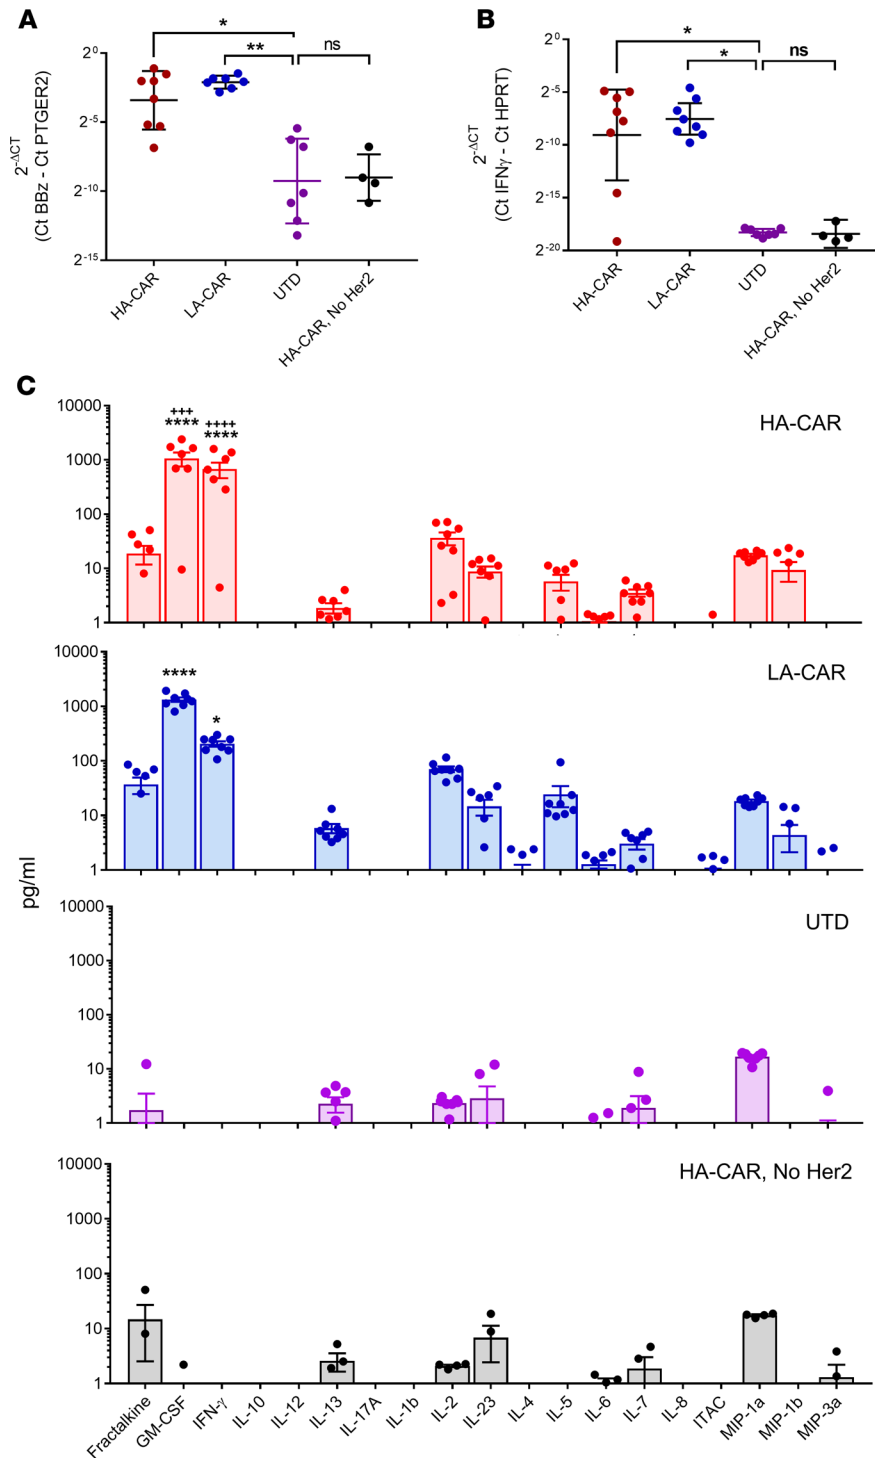 A
*
**
ns
2⁰
2⁻⁵
2⁻¹⁰
2⁻¹⁵
2⁻ΔCT
(Ct BBz - Ct PTGER2)
HA-CAR
LA-CAR
UTD
HA-CAR, No Her2
B
*
*
ns
2⁰
2⁻⁵
2⁻¹⁰
2⁻¹⁵
2⁻²⁰
2⁻ΔCT
(Ct IFNγ - Ct HPRT)
HA-CAR
LA-CAR
UTD
HA-CAR, No Her2
C
pg/ml
HA-CAR
10000
1000
100
10
1
+++
****
++++
****
LA-CAR
10000
1000
100
10
1
****
*
UTD
10000
1000
100
10
1
HA-CAR, No Her2
10000
1000
100
10
1
Fractalkine
GM-CSF
IFN-γ
IL-10
IL-12
IL-13
IL-17A
IL-1b
IL-2
IL-23
IL-4
IL-5
IL-6
IL-7
IL-8
ITAC
MIP-1a
MIP-1b
MIP-3a